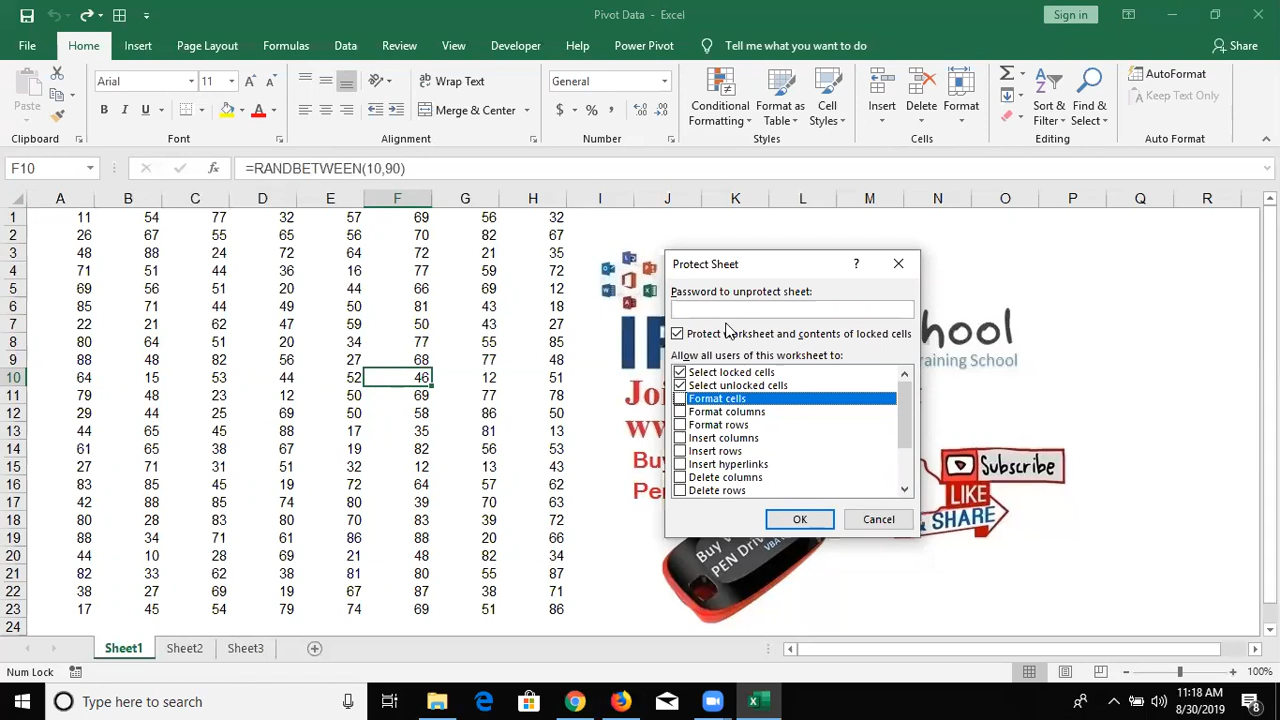 Pivot Data - Excel
Sign in
File Home Insert Page Layout Formulas Data Review View Developer Help Power Pivot Tell me what you want to do Share
Paste
Arial 11
B I U
Wrap Text
Merge & Center
General
$ % ,
Conditional Formatting
Format as Table
Cell Styles
Insert
Delete
Format
Sort & Filter
Find & Select
AutoFormat
Keep Text Only
Clipboard Font Alignment Number Styles Cells Editing Auto Format
F10 fx =RANDBETWEEN(10,90)
A B C D E F G H I J K L M N O P Q R
1 11 54 77 32 57 69 56 32
2 26 67 55 65 56 70 82 67
3 48 88 24 72 64 72 21 35
4 71 51 44 36 16 77 59 72
5 69 56 51 20 44 66 69 12
6 85 71 44 49 50 81 43 18
7 22 21 62 47 59 50 43 27
8 80 64 51 20 34 77 55 85
9 88 48 82 56 27 68 77 48
10 64 15 53 44 52 46 12 51
11 79 48 23 12 50 69 77 78
12 29 44 25 69 50 58 86 50
13 65 45 88 88 17 35 81 13
14 61 65 38 67 19 82 56 57
15 27 71 31 51 32 12 13 43
16 83 85 45 19 72 64 57 62
17 42 88 85 34 80 39 70 63
18 80 28 83 80 74 83 39 72
19 88 34 71 61 86 88 20 66
20 44 10 28 69 21 48 82 34
21 82 33 62 38 81 80 55 87
22 38 27 69 19 67 87 38 71
23 17 45 54 79 74 69 51 86
24
Protect Sheet ?
Password to unprotect sheet:
Protect worksheet and contents of locked cells
Allow all users of this worksheet to:
Select locked cells
Select unlocked cells
Format cells
Format columns
Format rows
Insert columns
Insert rows
Insert hyperlinks
Delete columns
Delete rows
OK Cancel
Subscribe
LIKE
& SHARE
PEN
Sheet1 Sheet2 Sheet3
Num Lock
100%
Type here to search
11:18 AM
8/30/2019
8